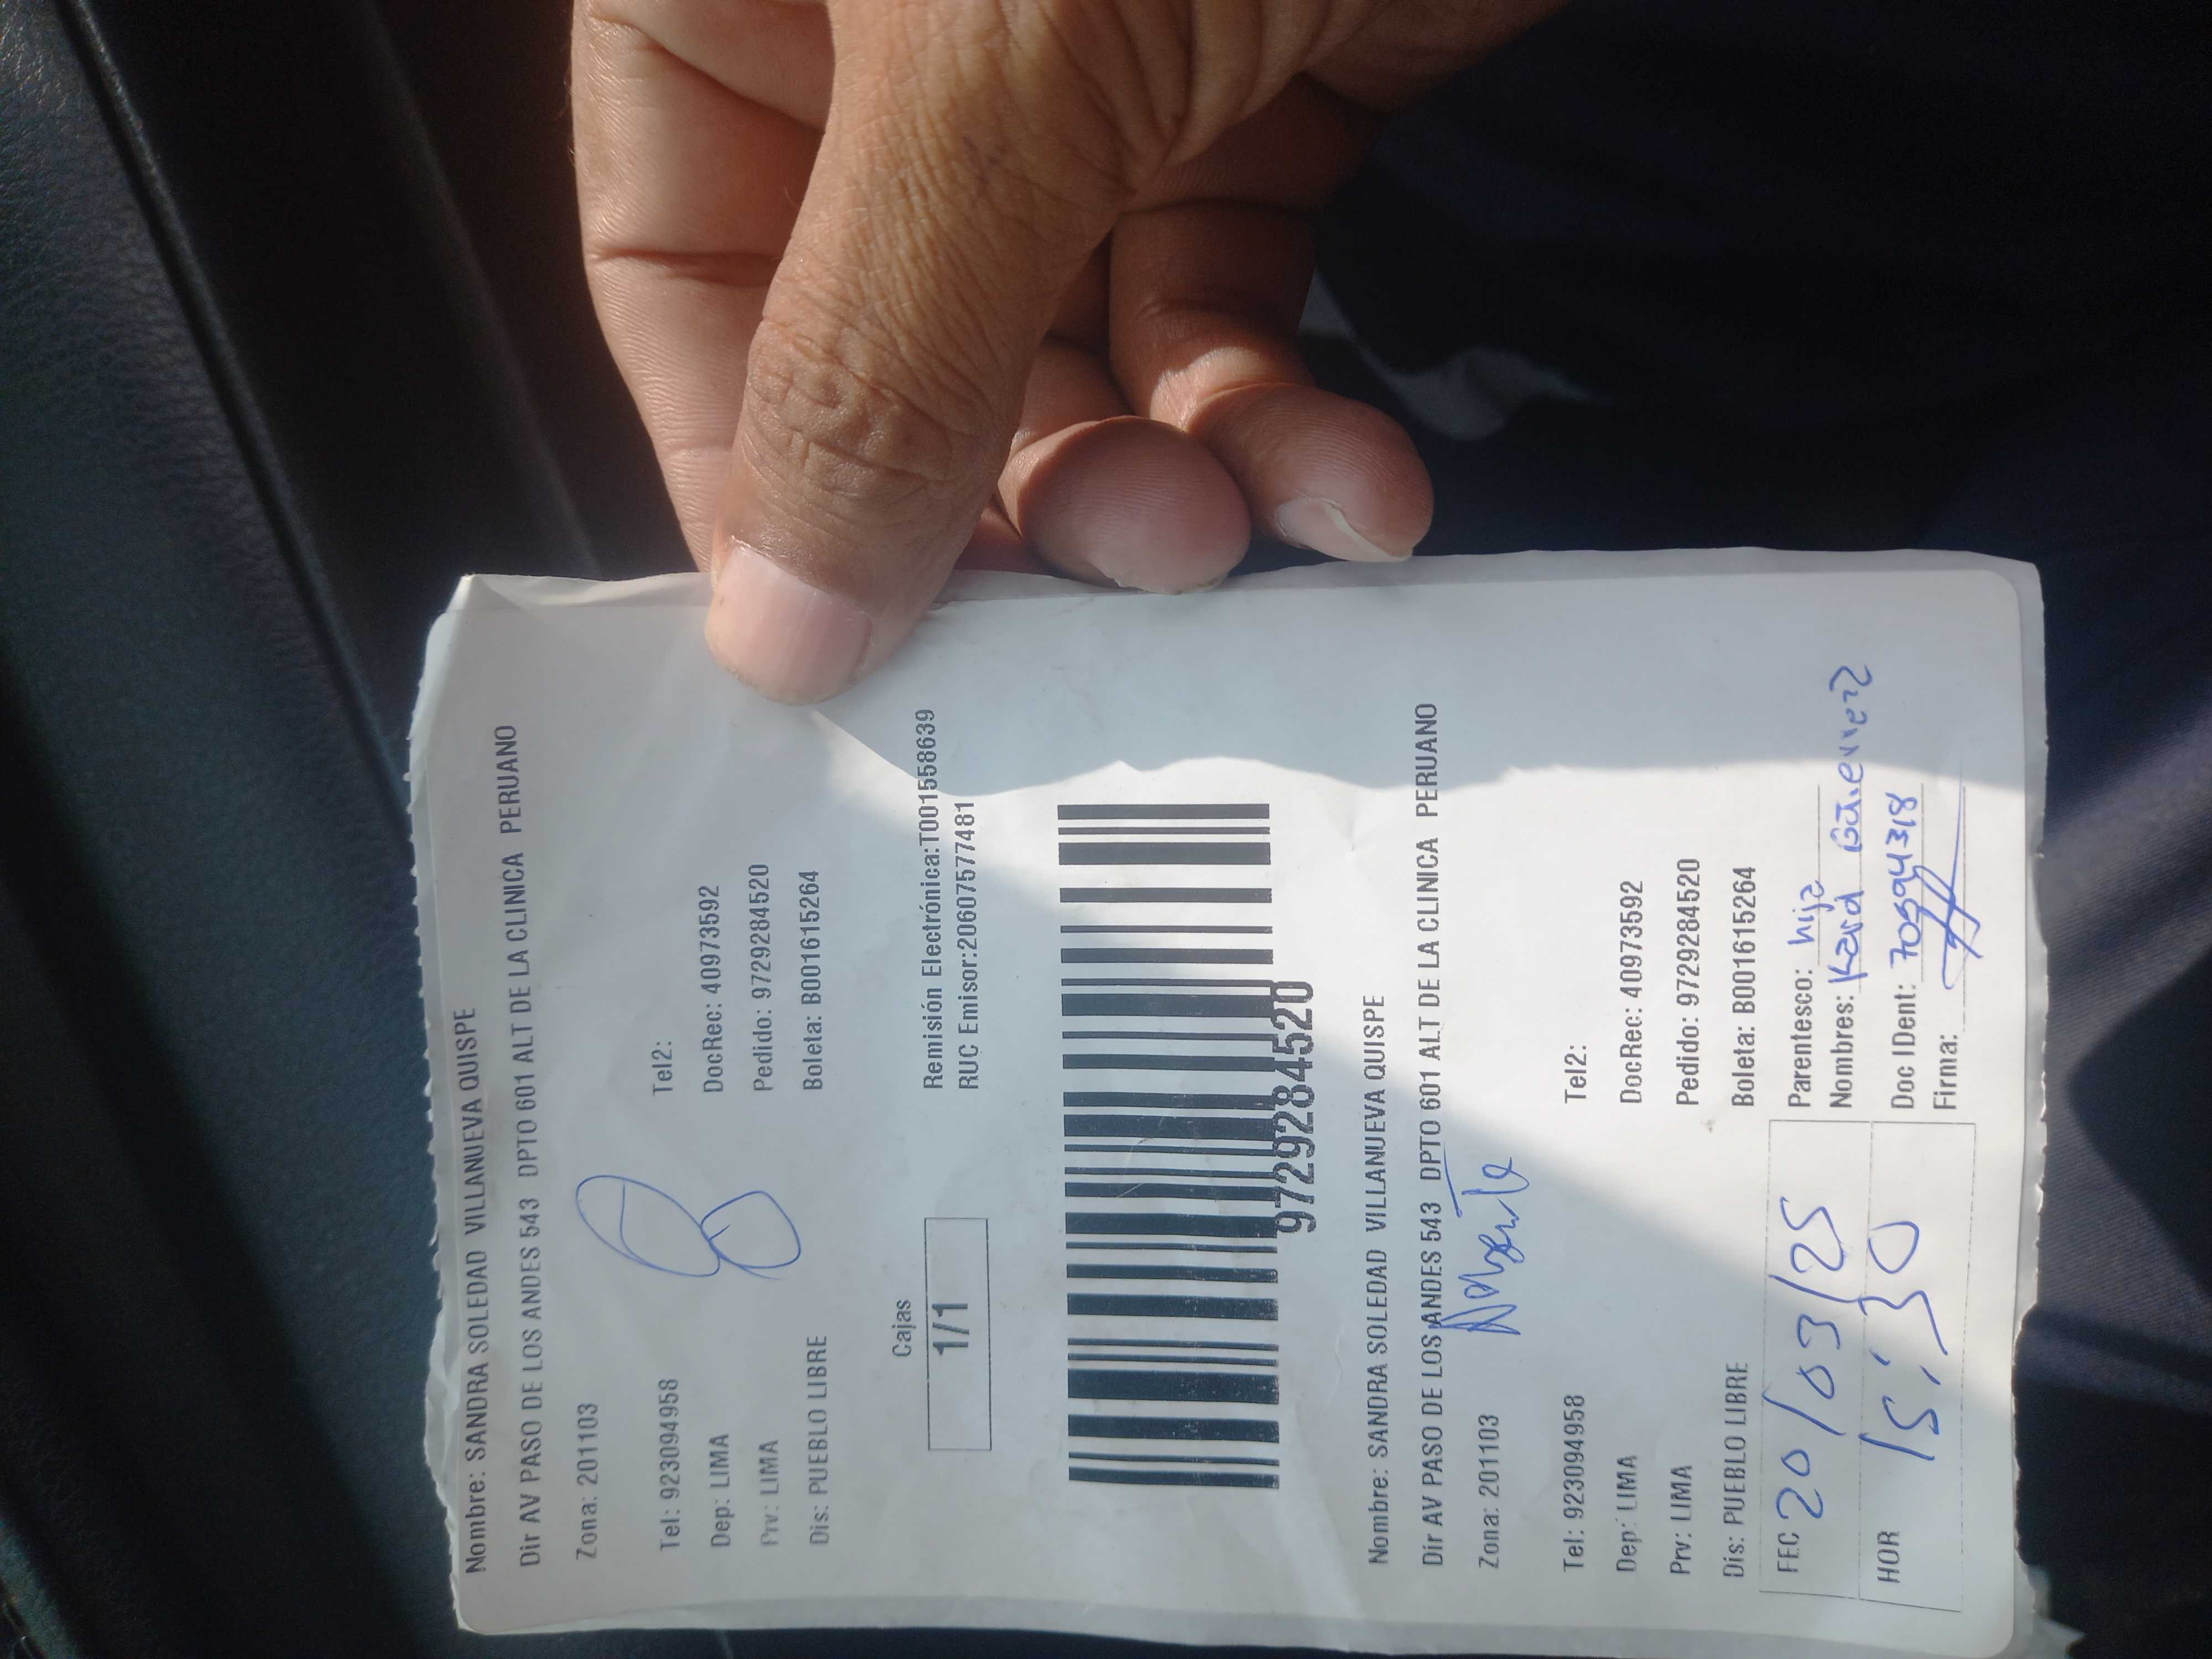 Nombre: SANDRA SOLEDAD VILLANUEVA QUISPE
Dir AV PASO DE LOS ANDES 543 DPTO 601 ALT DE LA CLINICA PERUANO
Zona: 201103
Tel: 923094958 Tel2:
Dep: LIMA DocRec: 40973592
Prv: LIMA Pedido: 9729284520
Dis: PUEBLO LIBRE Boleta: B001615264
Cajas
1/1
Remisión Electrónica:T001558639
RUC Emisor:20607577481
9729284520
Nombre: SANDRA SOLEDAD VILLANUEVA QUISPE
Dir AV PASO DE LOS ANDES 543 DPTO 601 ALT DE LA CLINICA PERUANO
Ausente
Zona: 201103
Tel: 923094958 Tel2:
Dep: LIMA DocRec: 40973592
Prv: LIMA Pedido: 9729284520
Dis: PUEBLO LIBRE Boleta: B001615264
FEC 20/03/25 Parentesco: hija
Nombres:
HOR 15:30 Doc IDent: 70994318
Firma: